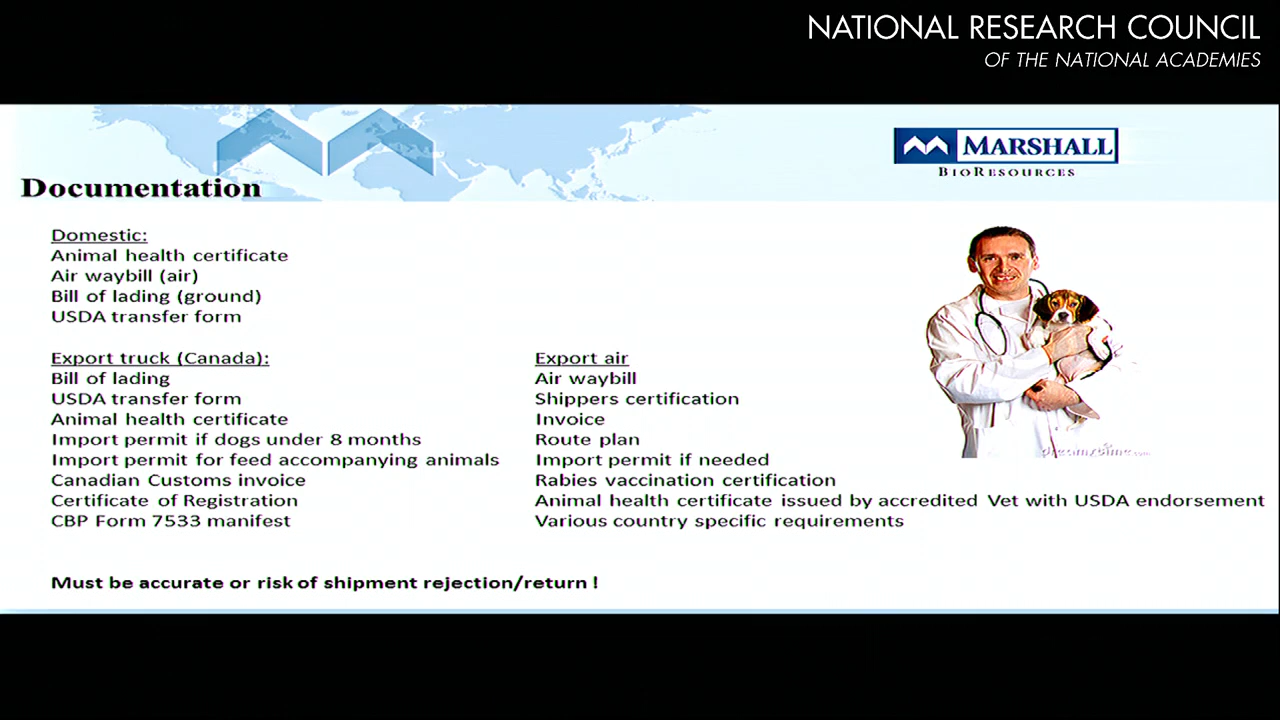 NATIONAL RESEARCH COUNCIL
OF THE NATIONAL ACADEMIES
MARSHALL
BIORESOURCES
Documentation
Domestic:
Animal health certificate
Air waybill (air)
Bill of lading (ground)
USDA transfer form
Export truck (Canada):
Bill of lading
USDA transfer form
Animal health certificate
Import permit if dogs under 8 months
Import permit for feed accompanying animals
Canadian Customs invoice
Certificate of Registration
CBP Form 7533 manifest
Export air
Air waybill
Shippers certification
Invoice
Route plan
Import permit if needed
Rabies vaccination certification
Animal health certificate issued by accredited Vet with USDA endorsement
Various country specific requirements
Must be accurate or risk of shipment rejection/return !